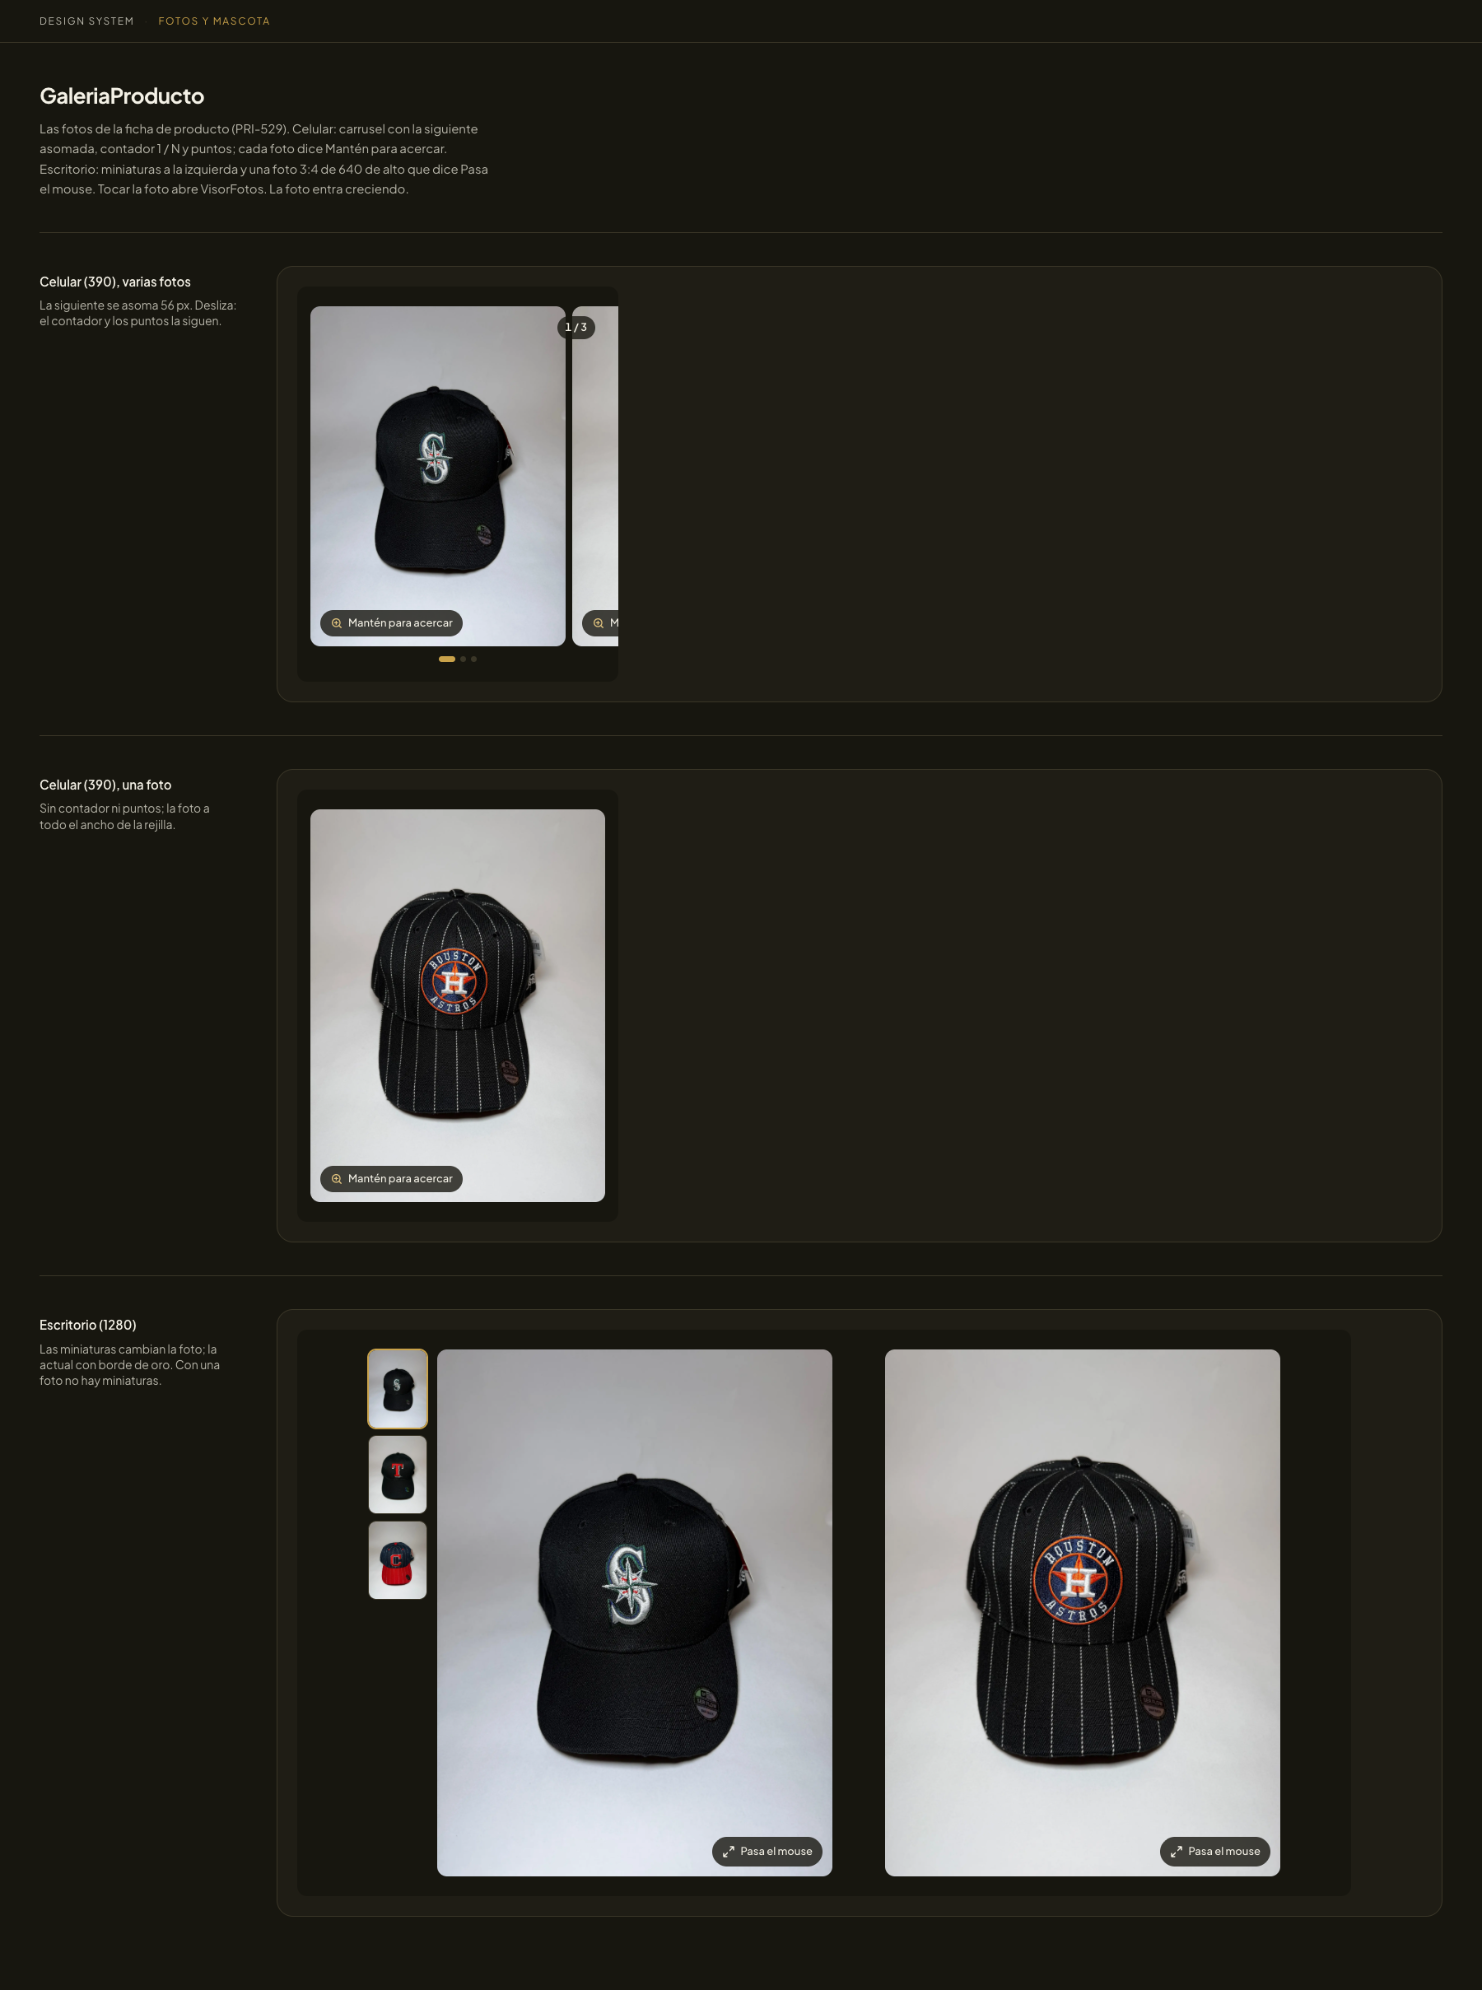 DESIGN SYSTEM · FOTOS Y MASCOTA
GaleriaProducto
Las fotos de la ficha de producto (PRI-529). Celular: carrusel con la siguiente
asomada, contador 1 / N y puntos; cada foto dice Mantén para acercar.
Escritorio: miniaturas a la izquierda y una foto 3:4 de 640 de alto que dice Pasa
el mouse. Tocar la foto abre VisorFotos. La foto entra creciendo.
Celular (390), varias fotos
La siguiente se asoma 56 px. Desliza:
el contador y los puntos la siguen.
1 / 3
S
Mantén para acercar
M
Celular (390), una foto
Sin contador ni puntos; la foto a
todo el ancho de la rejilla.
HOUSTON
H
ASTROS
Mantén para acercar
Escritorio (1280)
Las miniaturas cambian la foto; la
actual con borde de oro. Con una
foto no hay miniaturas.
S
T
C
S
Pasa el mouse
HOUSTON
H
ASTROS
Pasa el mouse